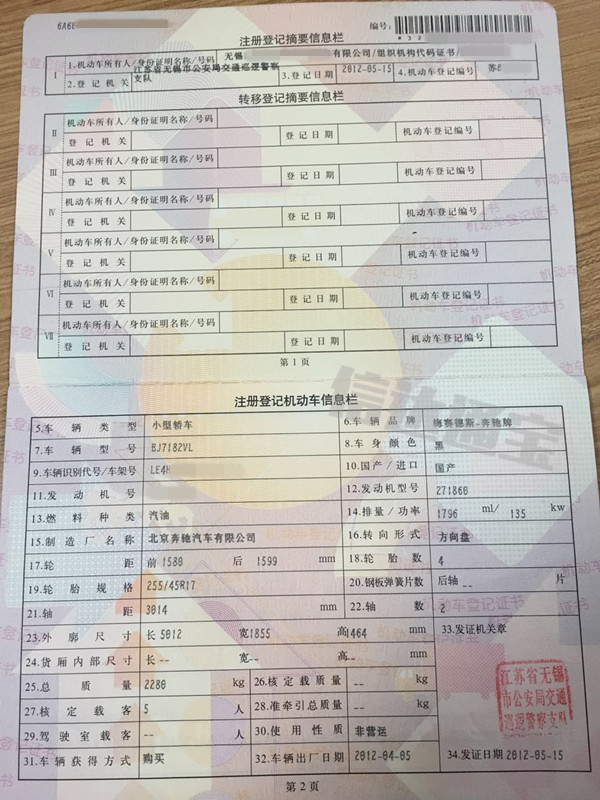 6A6E 注册登记摘要信息栏 编号:
I 1.机动车所有人/身份证明名称/号码 无锡 有限公司/组织机构代码证书/
2.登记机关 江苏省无锡市公安局交通巡逻警察支队 3.登记日期 2012-05-15 4.机动车登记编号 苏B
转移登记摘要信息栏
II 机动车所有人/身份证明名称/号码
登记机关 登记日期 机动车登记编号
III 机动车所有人/身份证明名称/号码
登记机关 登记日期 机动车登记编号
IV 机动车所有人/身份证明名称/号码
登记机关 登记日期 机动车登记编号
V 机动车所有人/身份证明名称/号码
登记机关 登记日期 机动车登记编号
VI 机动车所有人/身份证明名称/号码
登记机关 登记日期 机动车登记编号
VII 机动车所有人/身份证明名称/号码
登记机关 登记日期 机动车登记编号
第1页
注册登记机动车信息栏
5.车辆类型 小型轿车 6.车辆品牌 梅赛德斯-奔驰牌
7.车辆型号 BJ7182VL 8.车身颜色 黑
9.车辆识别代号/车架号 LE4H 10.国产/进口 国产
11.发动机号 12.发动机型号 271860
13.燃料种类 汽油 14.排量/功率 1796 ml/ 135 kw
15.制造厂名称 北京奔驰汽车有限公司 16.转向形式 方向盘
17.轮距 前1580 后1599 mm 18.轮胎数 4
19.轮胎规格 255/45R17 20.钢板弹簧片数 后轴-- 片
21.轴距 3014 mm 22.轴数 2
23.外廓尺寸 长5012 宽1855 高1464 mm 33.发证机关章
24.货厢内部尺寸 长-- 宽-- 高-- mm
25.总质量 2280 kg 26.核定载质量 -- kg
27.核定载客 5 人 28.准牵引总质量 -- kg
29.驾驶室载客 -- 人 30.使用性质 非营运
31.车辆获得方式 购买 32.车辆出厂日期 2012-04-05 34.发证日期 2012-05-15
江苏省无锡
市公安局交通
巡逻警察支队
第2页
信达通宝
机动车登记证书